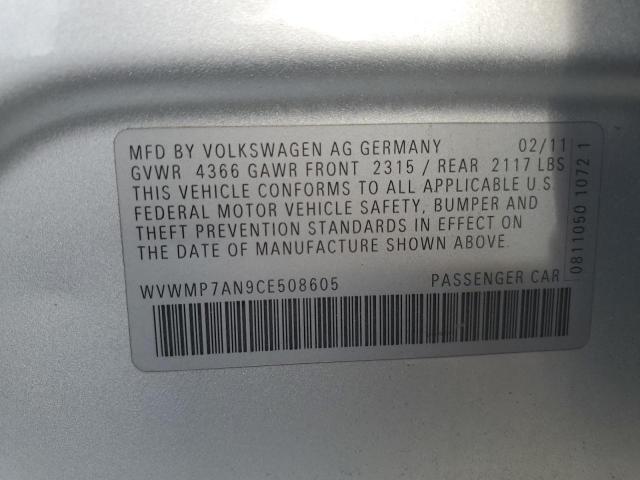 MFD BY VOLKSWAGEN AG GERMANY 02/11
GVWR 4366 GAWR FRONT 2315 / REAR 2117 LBS
THIS VEHICLE CONFORMS TO ALL APPLICABLE U.S.
FEDERAL MOTOR VEHICLE SAFETY, BUMPER AND
THEFT PREVENTION STANDARDS IN EFFECT ON
THE DATE OF MANUFACTURE SHOWN ABOVE.
WVWMP7AN9CE508605 PASSENGER CAR
0811050 10721